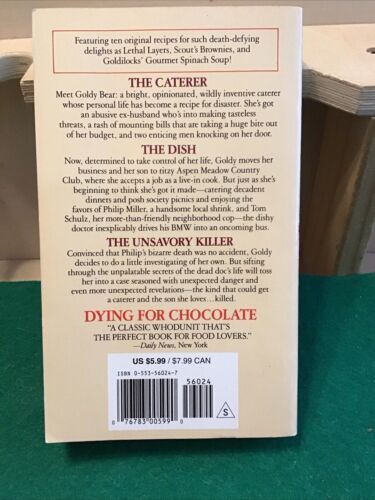 Featuring ten original recipes for such death-defying
delights as Lethal Layers, Scout's Brownies, and
Goldilocks' Gourmet Spinach Soup!
THE CATERER
Meet Goldy Bear: a bright, opinionated, wildly inventive caterer
whose personal life has become a recipe for disaster. She's got
an abusive ex-husband who's into making tasteless
threats, a rash of mounting bills that are taking a huge bite out
of her budget, and two enticing men knocking on her door.
THE DISH
Now, determined to take control of her life, Goldy moves her
business and her son to ritzy Aspen Meadow Country
Club, where she accepts a job as a live-in cook. But just as she's
beginning to think she's got it made—catering decadent
dinners and posh society picnics and enjoying the
favors of Philip Miller, a handsome local shrink, and Tom
Schulz, her more-than-friendly neighborhood cop—the dishy
doctor inexplicably drives his BMW into an oncoming bus.
THE UNSAVORY KILLER
Convinced that Philip's bizarre death was no accident, Goldy
decides to do a little investigating of her own. But sifting
through the unpalatable secrets of the dead doc's life will toss
her into a case seasoned with unexpected danger and
even more unexpected revelations—the kind that could get
a caterer and the son she loves...killed.
DYING FOR CHOCOLATE
"A CLASSIC WHODUNIT THAT'S
THE PERFECT BOOK FOR FOOD LOVERS."
—Daily News, New York
US $5.99 / $7.99 CAN
ISBN 0-553-56024-7
56024
S
0 76783 00599 0